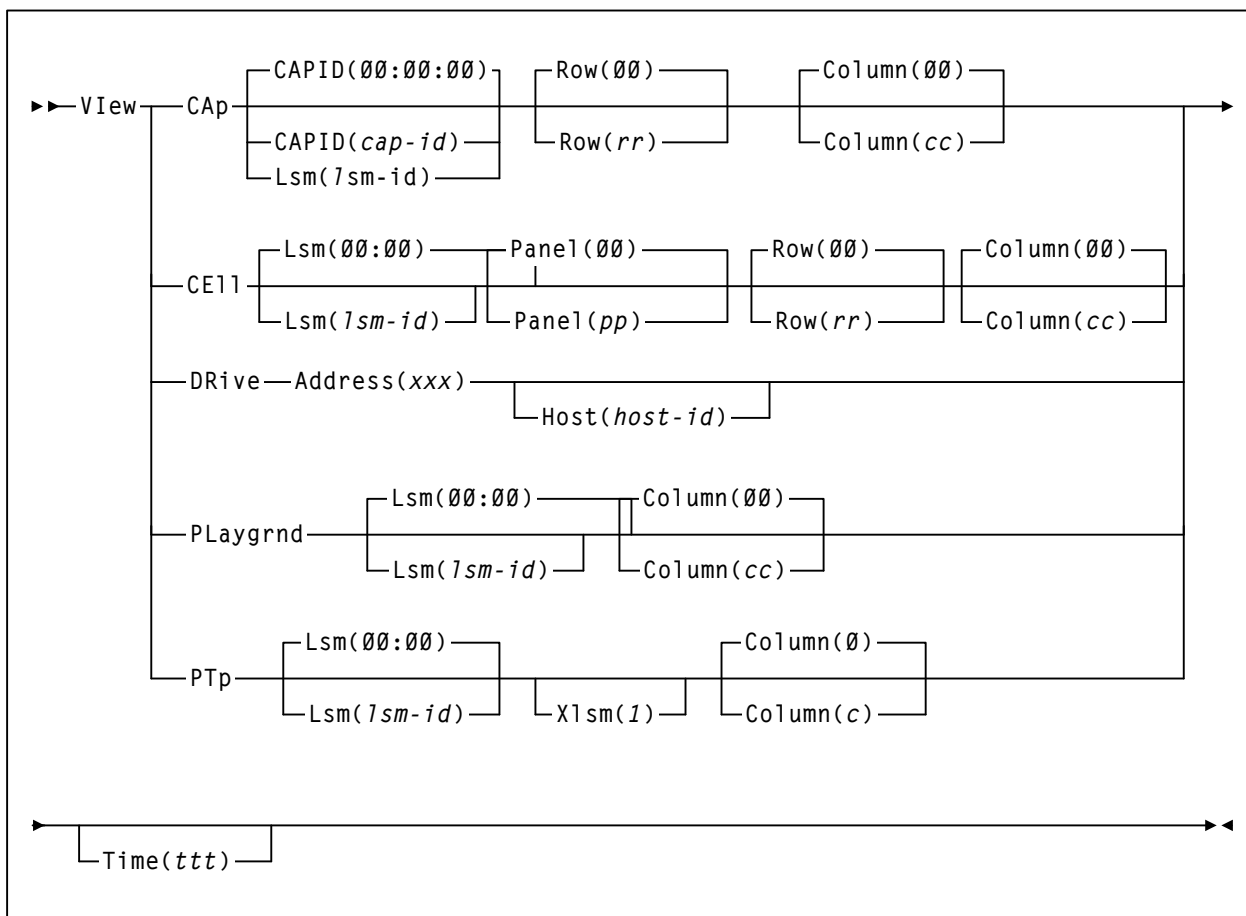 CAPID(00:00:00) Row(00) Column(00)
VIew CAp
CAPID(cap-id) Row(rr) Column(cc)
Lsm(lsm-id)
Lsm(00:00) Panel(00) Row(00) Column(00)
CEll
Lsm(lsm-id) Panel(pp) Row(rr) Column(cc)
DRive Address(xxx)
Host(host-id)
Lsm(00:00) Column(00)
PLaygrnd
Lsm(lsm-id) Column(cc)
Lsm(00:00) Column(0)
PTp
Lsm(lsm-id) Xlsm(l) Column(c)
Time(ttt)